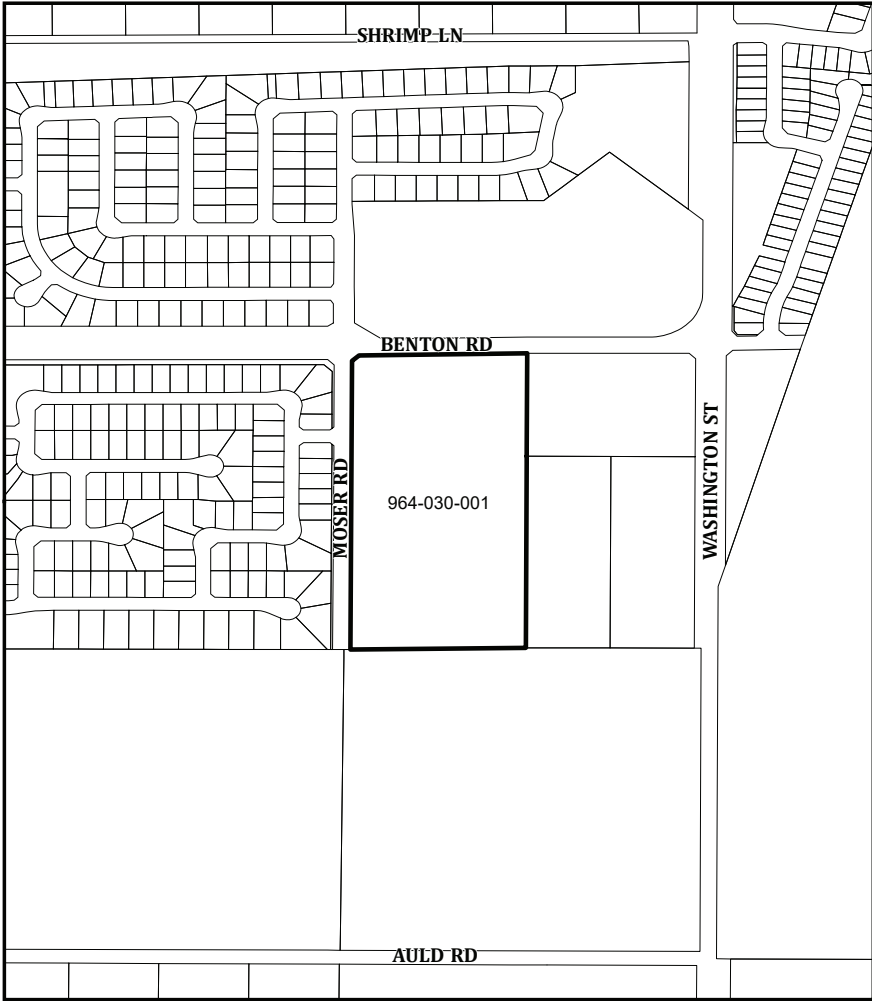 SHRIMP LN
BENTON RD
MOSER RD
964-030-001
WASHINGTON ST
AULD RD